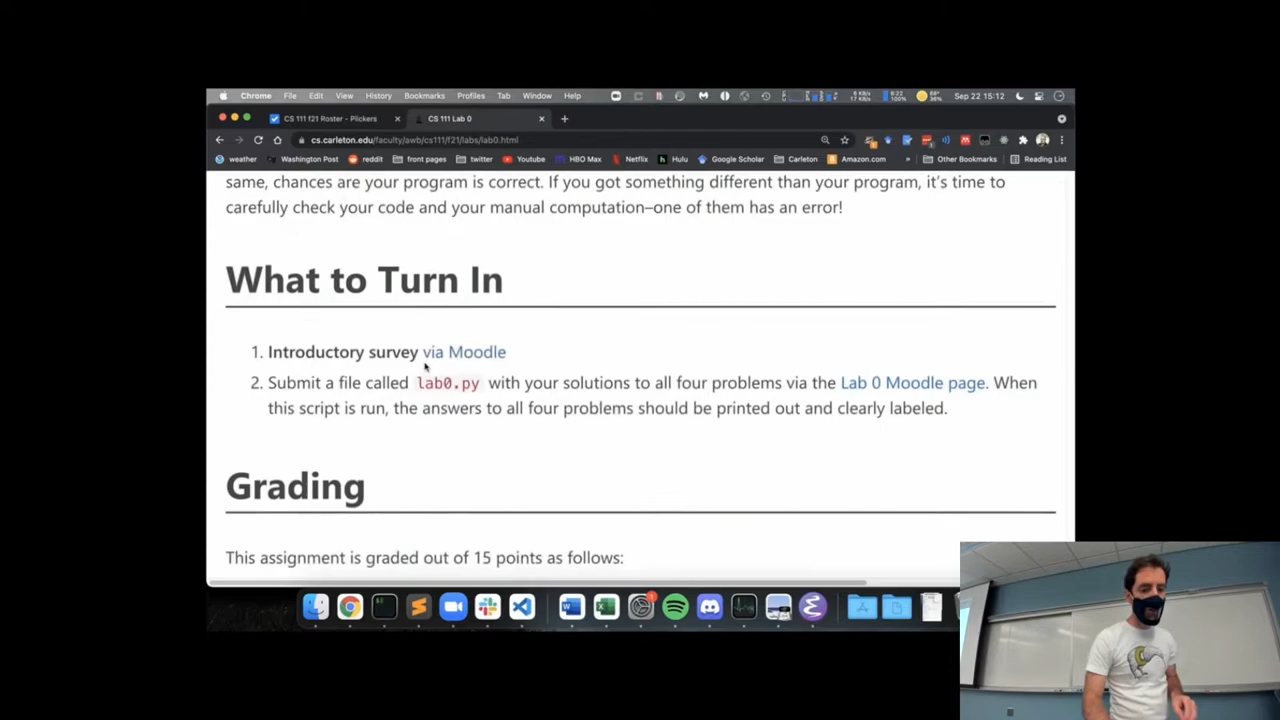 Chrome File Edit View History Bookmarks Profiles Tab Window Help Sep 22 15:12
CS 111 f21 Roster - Plickers CS 111 Lab 0
cs.carleton.edu/faculty/awb/cs111/f21/labs/lab0.html
weather Washington Post reddit front pages twitter Youtube HBO Max Netflix Hulu Google Scholar Carleton Amazon.com » Other Bookmarks Reading List
same, chances are your program is correct. If you got something different than your program, it's time to
carefully check your code and your manual computation–one of them has an error!
What to Turn In
1. Introductory survey via Moodle
2. Submit a file called lab0.py with your solutions to all four problems via the Lab 0 Moodle page. When
this script is run, the answers to all four problems should be printed out and clearly labeled.
Grading
This assignment is graded out of 15 points as follows: